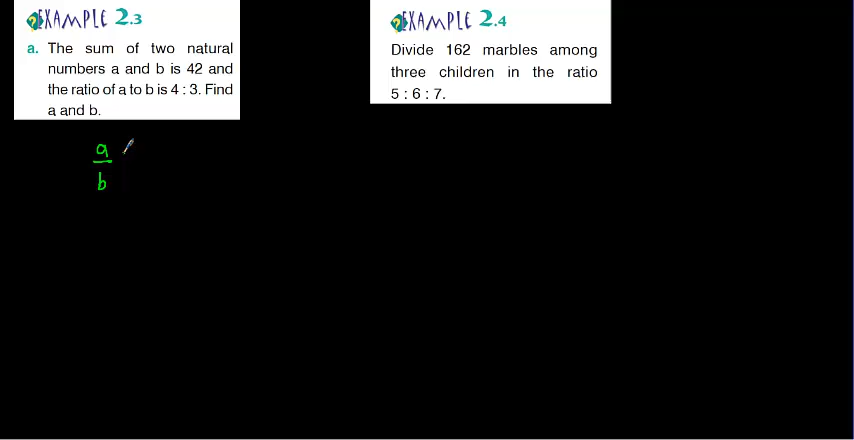 EXAMPLE 2.3
a. The sum of two natural
numbers a and b is 42 and
the ratio of a to b is 4 : 3. Find
a and b.
a
b
EXAMPLE 2.4
Divide 162 marbles among
three children in the ratio
5 : 6 : 7.